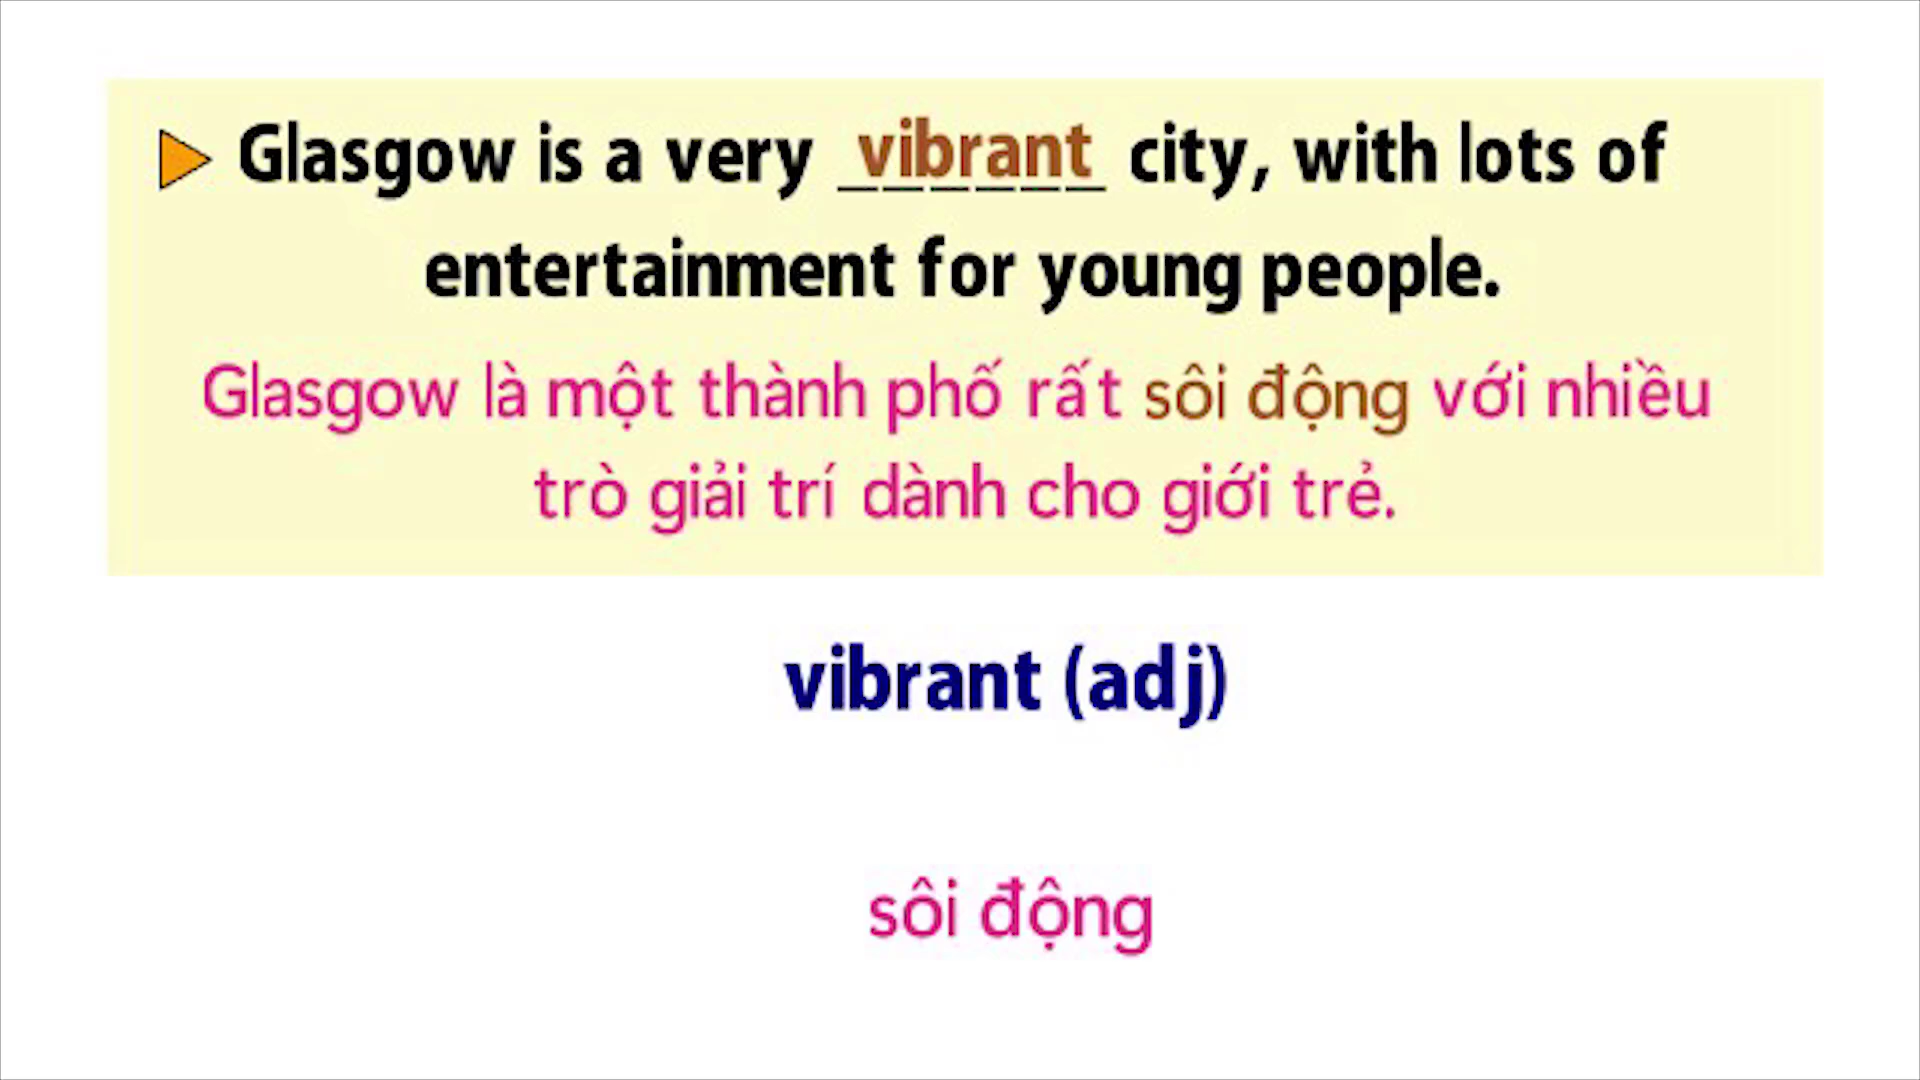 Glasgow is a very vibrant city, with lots of
entertainment for young people.
Glasgow là một thành phố rất sôi động với nhiều
trò giải trí dành cho giới trẻ.
vibrant (adj)
sôi động